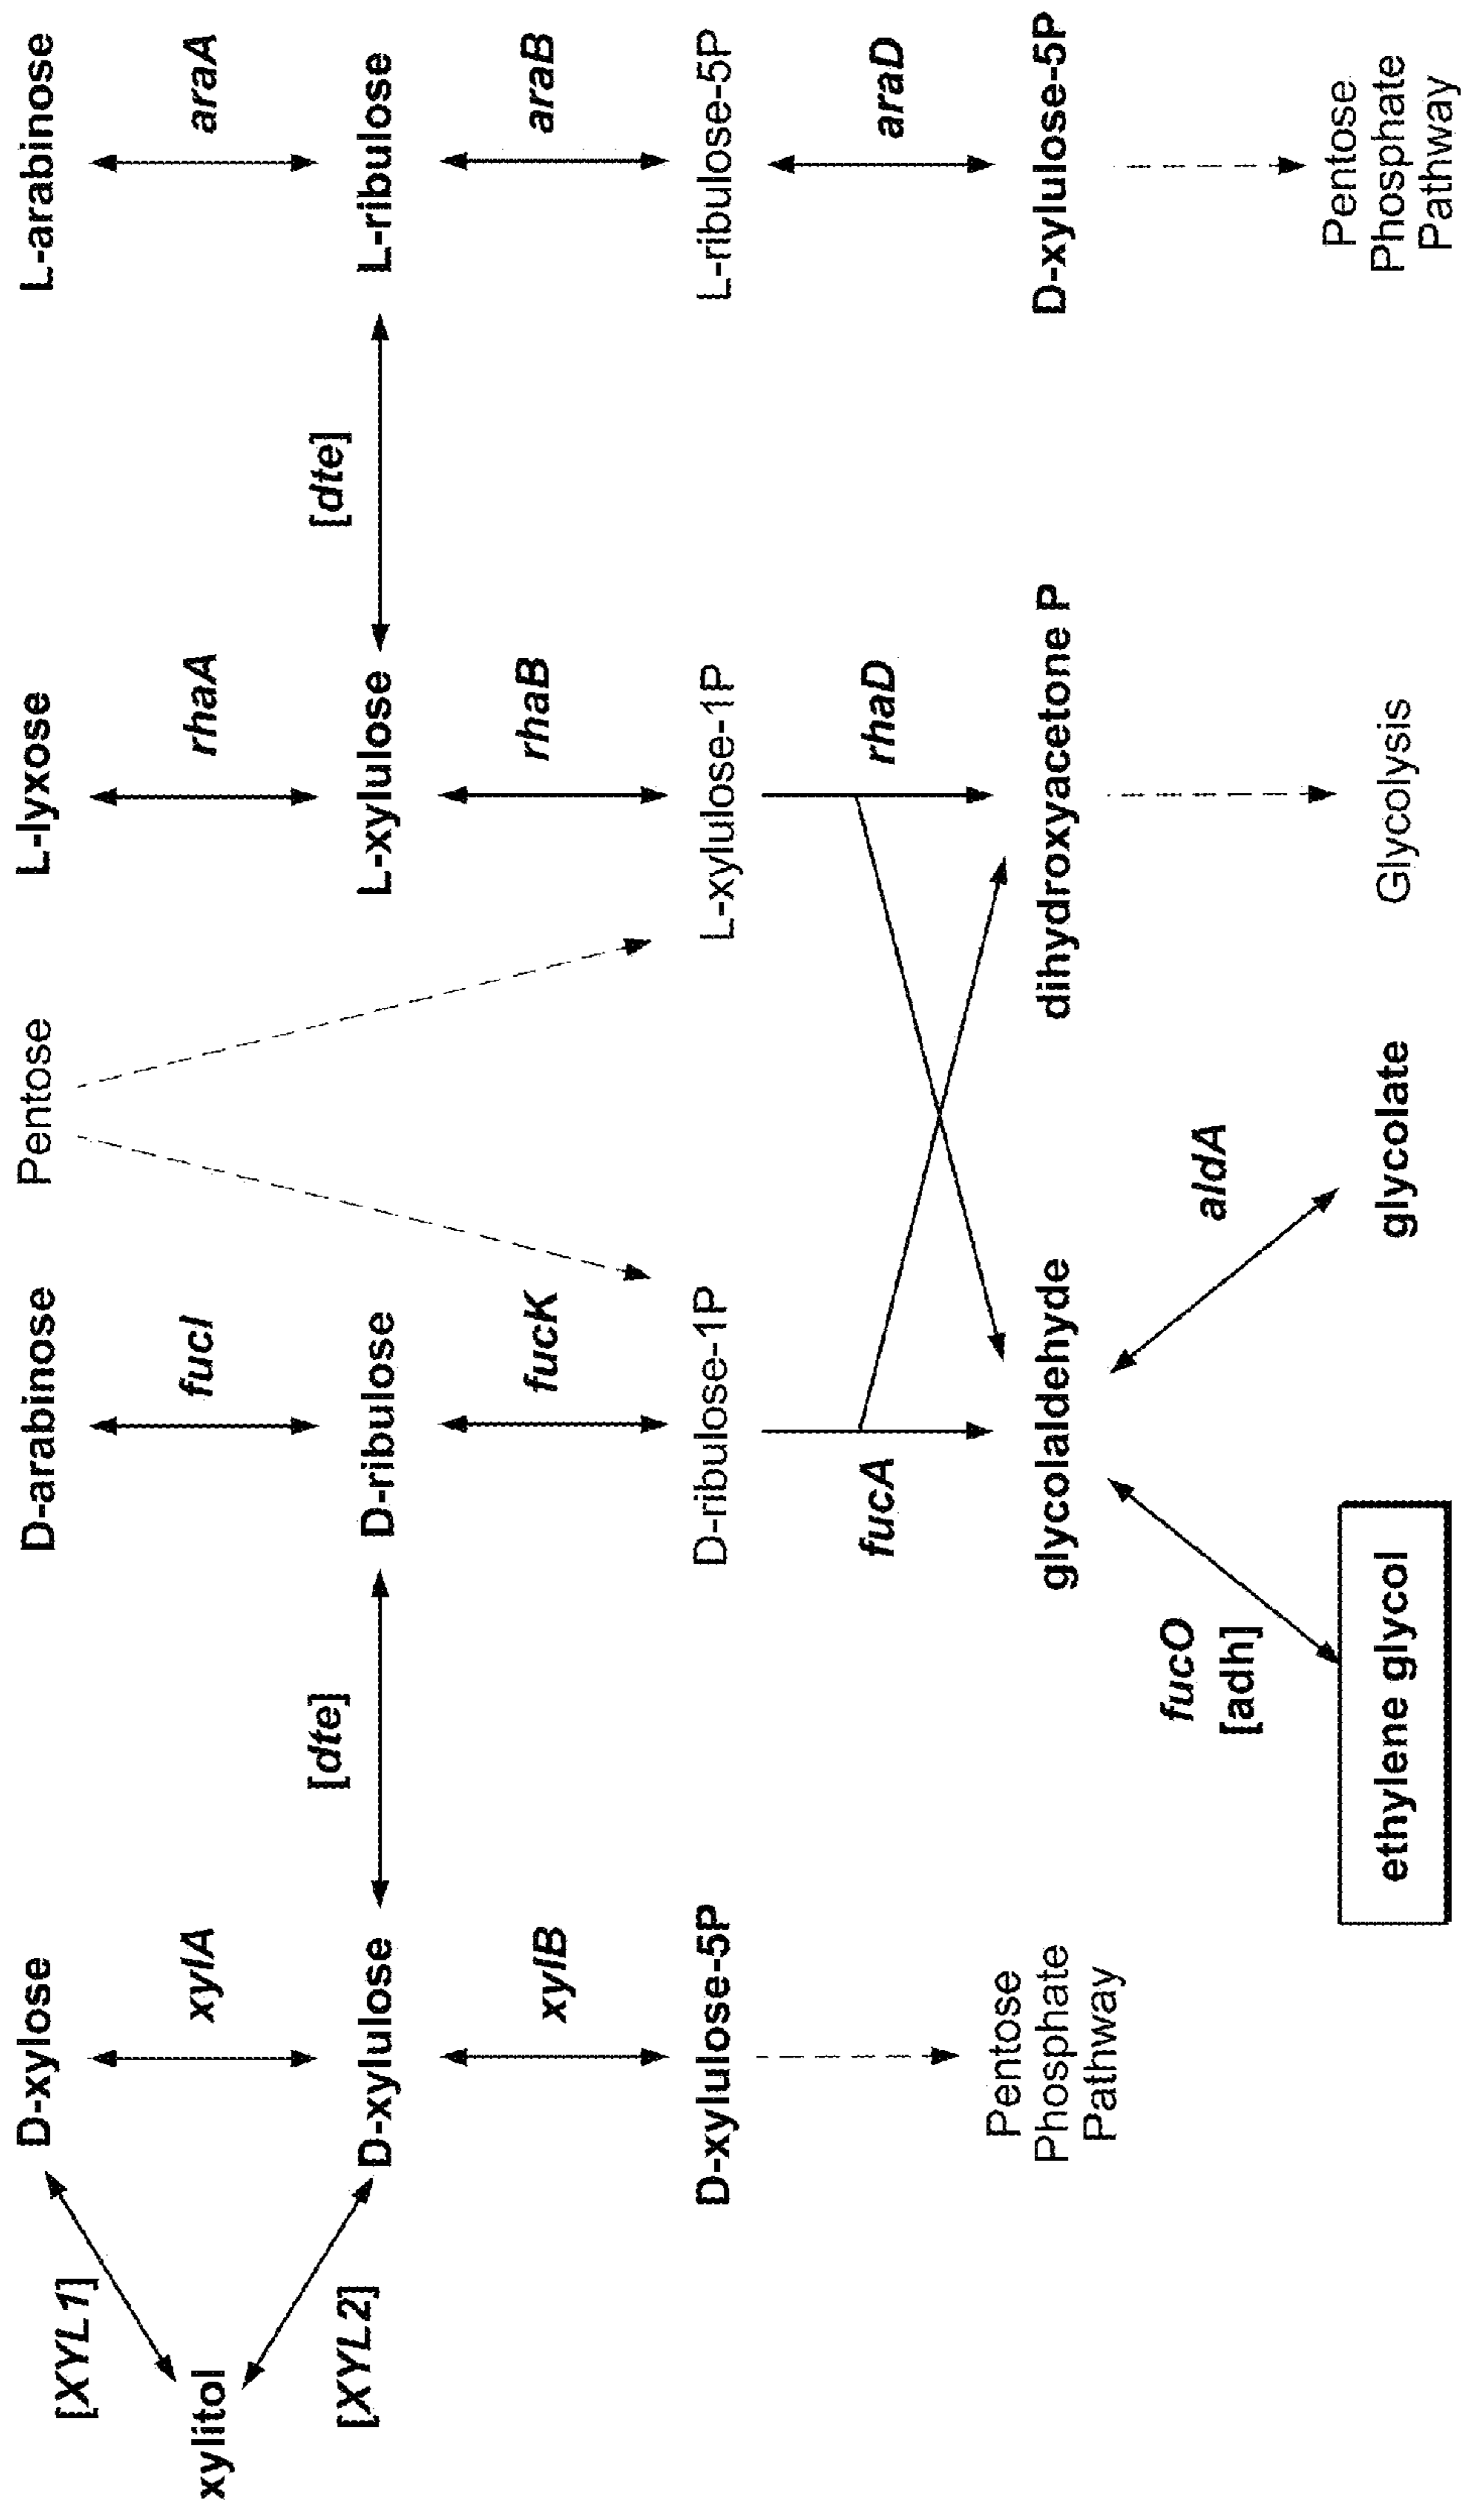 D-xylose
D-arabinose
Pentose
L-lyxose
L-arabinose
[XYL1]
xylA
fucI
rhaA
araA
xylitol
[dte]
[dte]
[XYL2]
D-xylulose
D-ribulose
L-xylulose
L-ribulose
xylB
fucK
rhaB
araB
D-xylulose-5P
D-ribulose-1P
L-xylulose-1P
L-ribulose-5P
fucA
rhaD
araD
Pentose
Phosphate
Pathway
glycolaldehyde
dihydroxyacetone P
D-xylulose-5P
fucO
[adh]
aldA
ethylene glycol
glycolate
Glycolysis
Pentose
Phosphate
Pathway